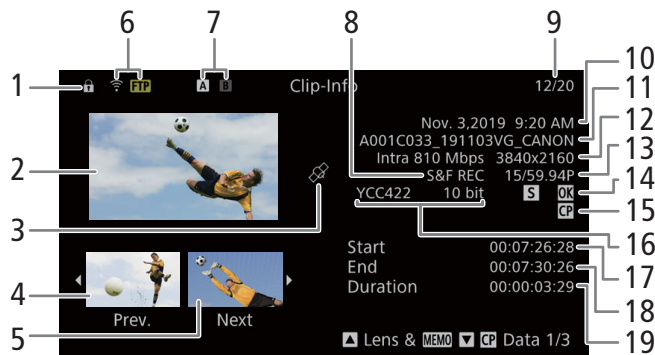 6 7 8 9
10
1 FTP A B Clip-Info 12/20
11
Nov. 3,2019 9:20 AM
12
A001C033_191103VG_CANON
2 Intra 810 Mbps 3840x2160
13
S&F REC 15/59.94P
14
YCC422 10 bit S OK
3 CP 15
16
Start 00:07:26:28
17
4 End 00:07:30:26
Duration 00:00:03:29
18
5 Prev. Next
Lens & MEMO CP Data 1/3
19